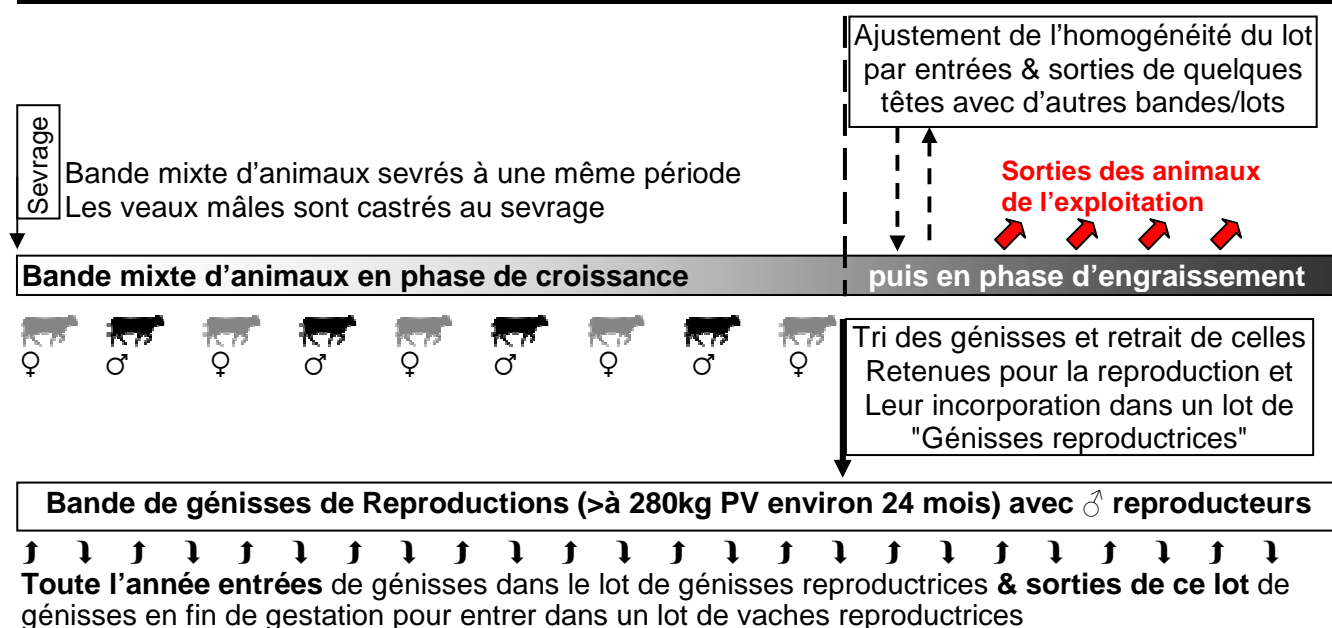 Ajustement de l'homogénéité du lot
par entrées & sorties de quelques
têtes avec d'autres bandes/lots
Sevrage
Bande mixte d'animaux sevrés à une même période
Les veaux mâles sont castrés au sevrage
Sorties des animaux
de l'exploitation
Bande mixte d'animaux en phase de croissance puis en phase d'engraissement
♀ ♂ ♀ ♂ ♀ ♂ ♀ ♂ ♀
Tri des génisses et retrait de celles
Retenues pour la reproduction et
Leur incorporation dans un lot de
"Génisses reproductrices"
Bande de génisses de Reproductions (>à 280kg PV environ 24 mois) avec ♂ reproducteurs
Toute l'année entrées de génisses dans le lot de génisses reproductrices & sorties de ce lot de
génisses en fin de gestation pour entrer dans un lot de vaches reproductrices